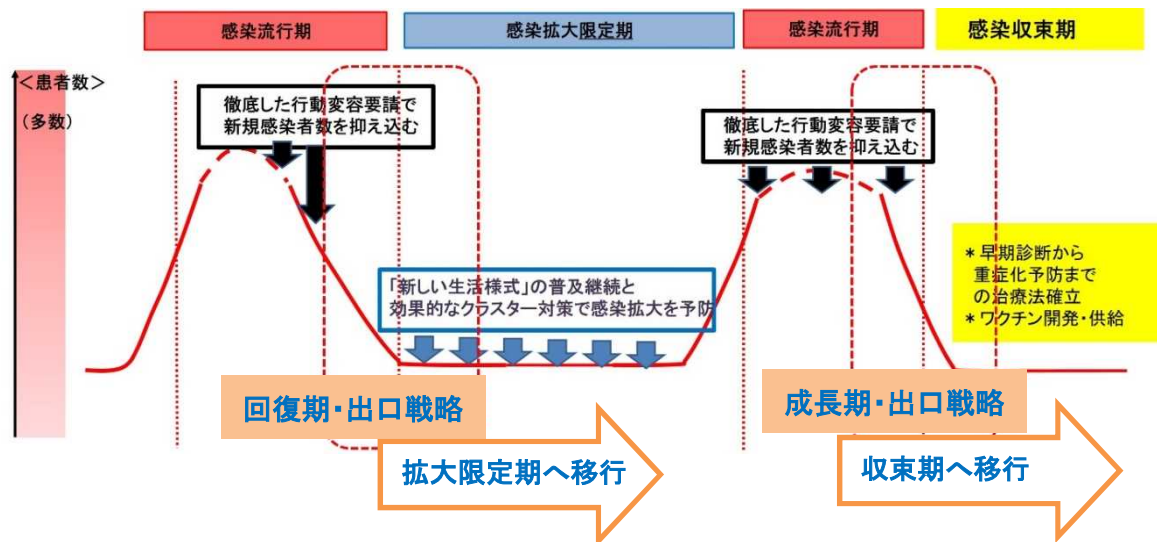 感染流行期
感染拡大限定期
感染流行期
感染収束期
＜患者数＞
（多数）
徹底した行動変容要請で
新規感染者数を抑え込む
徹底した行動変容要請で
新規感染者数を抑え込む
「新しい生活様式」の普及継続と
効果的なクラスター対策で感染拡大を予防
＊早期診断から
重症化予防まで
の治療法確立
＊ワクチン開発・供給
回復期・出口戦略
拡大限定期へ移行
成長期・出口戦略
収束期へ移行